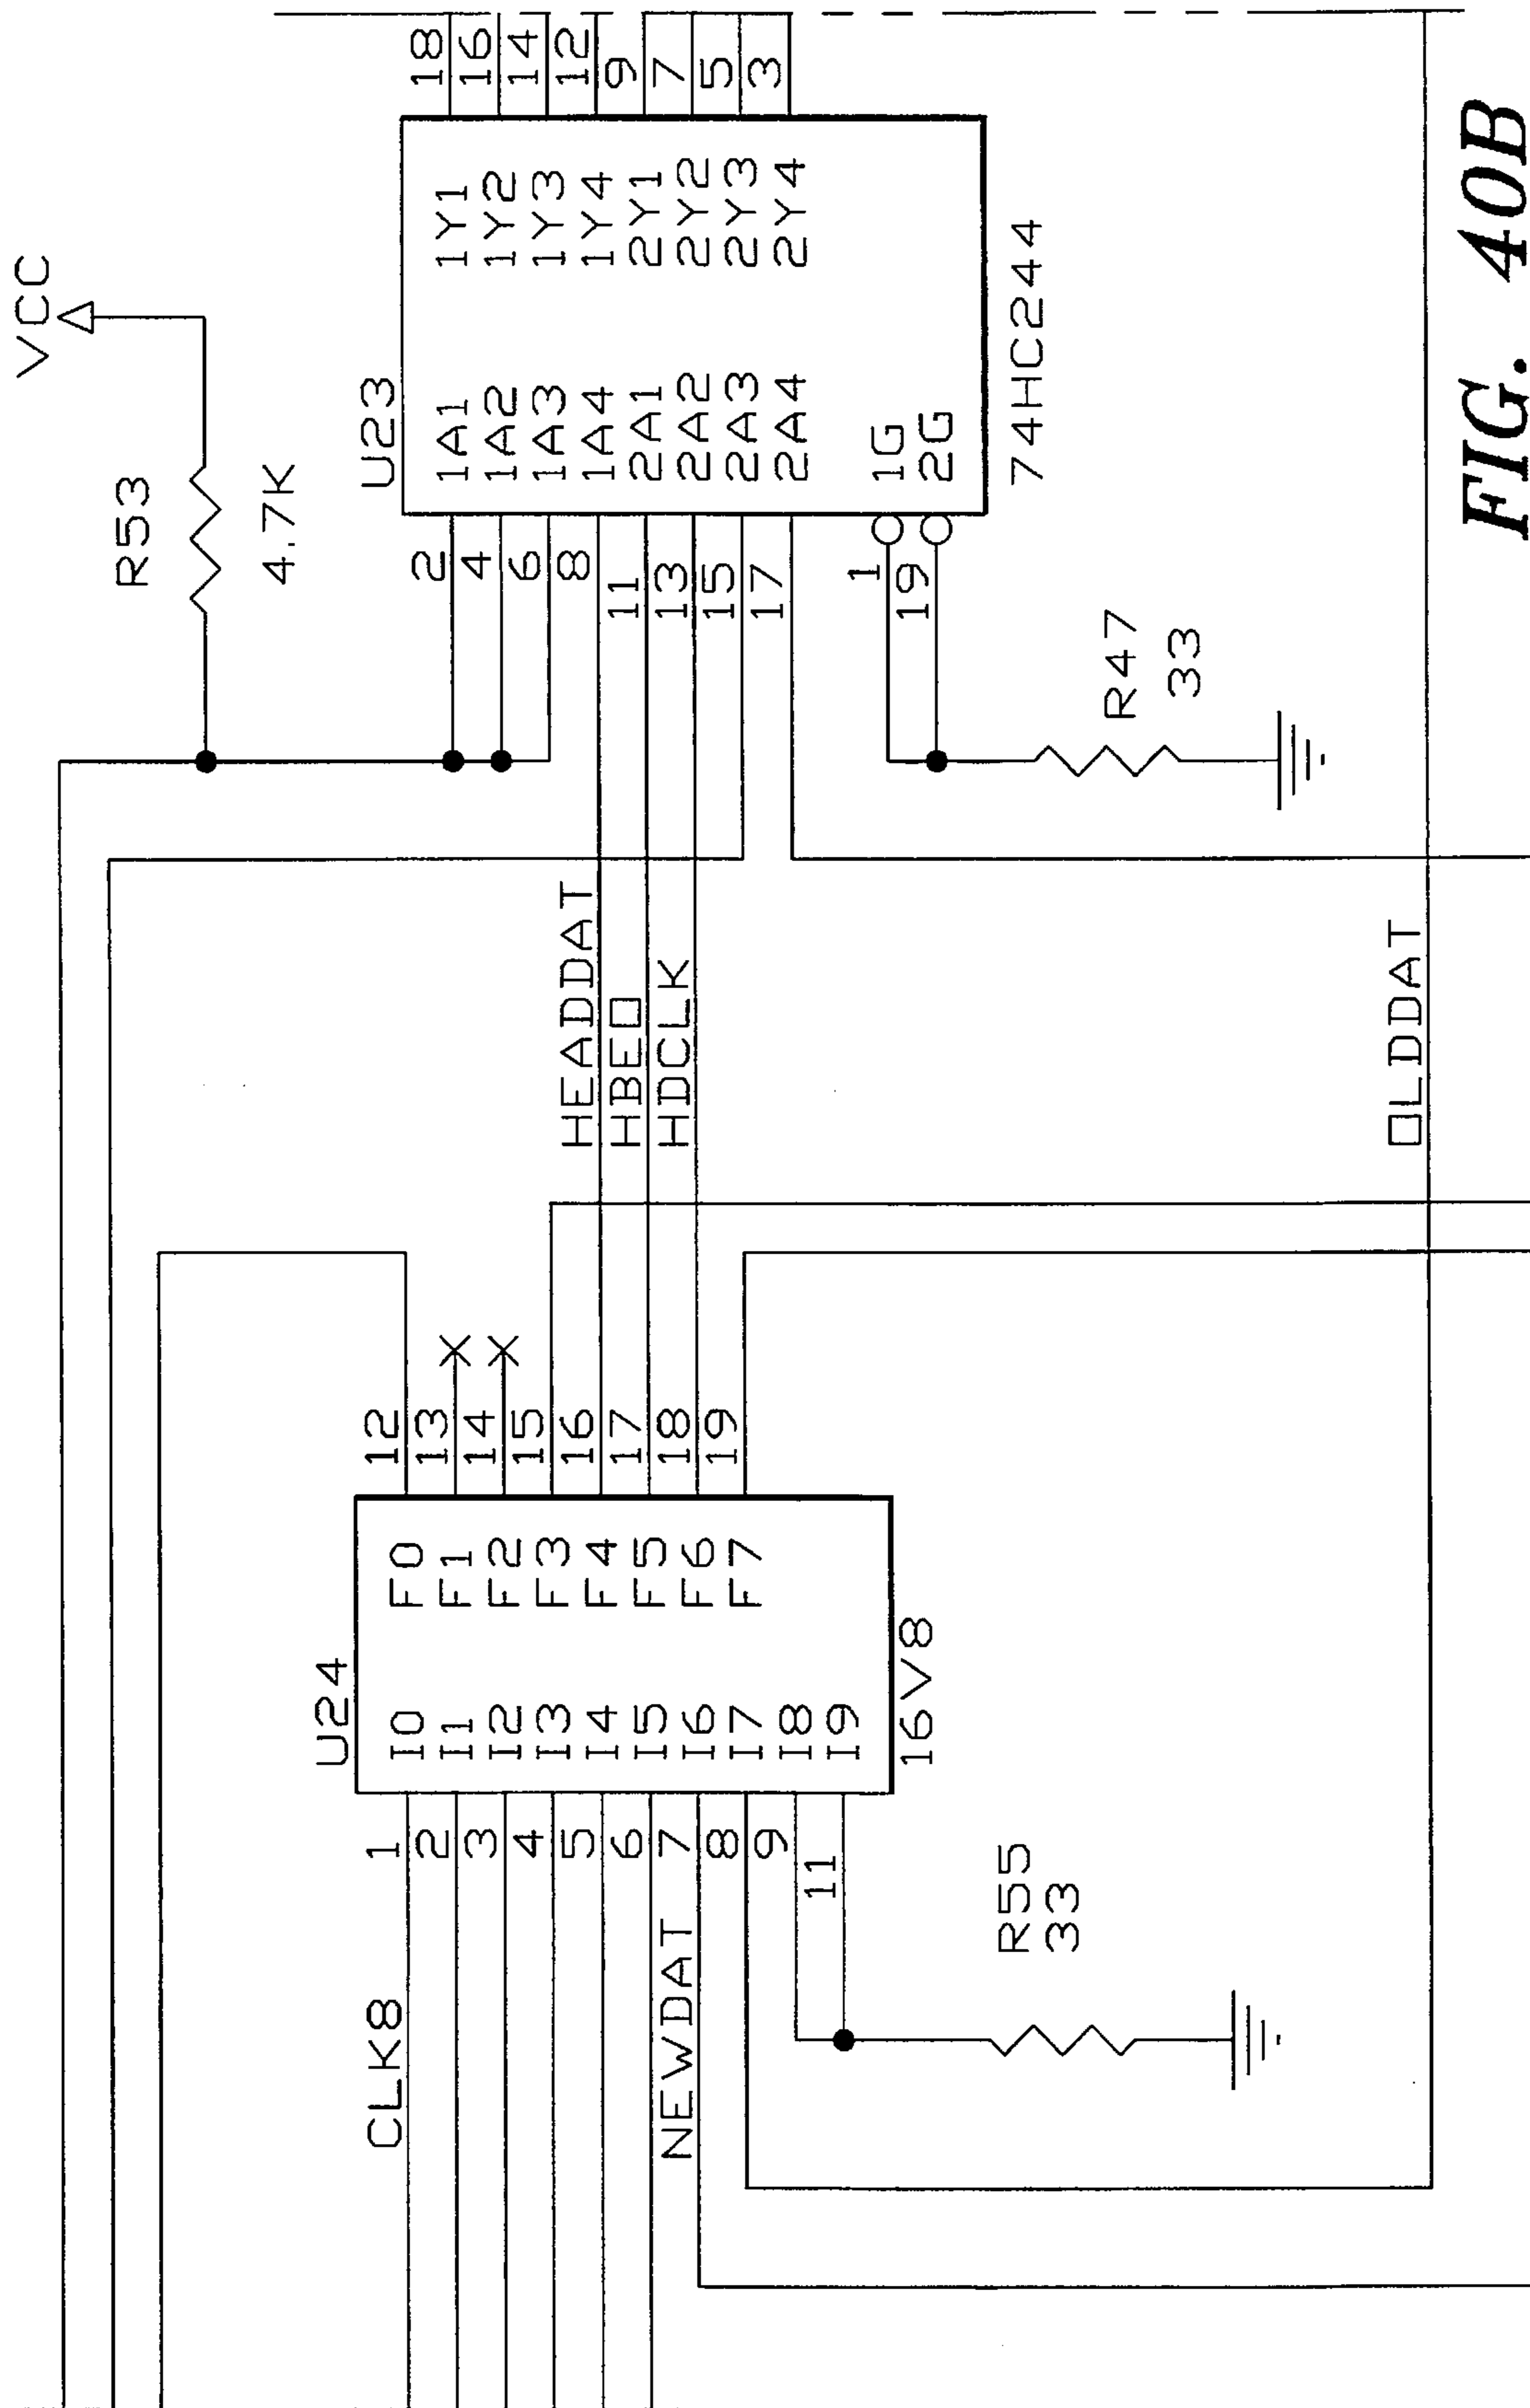 VCC
R53
4.7K
U23
1A1 1Y1
1A2 1Y2
1A3 1Y3
1A4 1Y4
2A1 2Y1
2A2 2Y2
2A3 2Y3
2A4 2Y4
1G
2G
74HC244
2
4
6
8
11
13
15
17
1
19
18
16
14
12
9
7
5
3
R47
33
HEADDAT
HBEO
HDCLK
OLDDAT
U24
I0 F0
I1 F1
I2 F2
I3 F3
I4 F4
I5 F5
I6 F6
I7 F7
I8
I9
16V8
12
13
14
15
16
17
18
19
1
2
3
4
5
6
7
8
9
11
CLK8
NEWDAT
R55
33
FIG. 40B